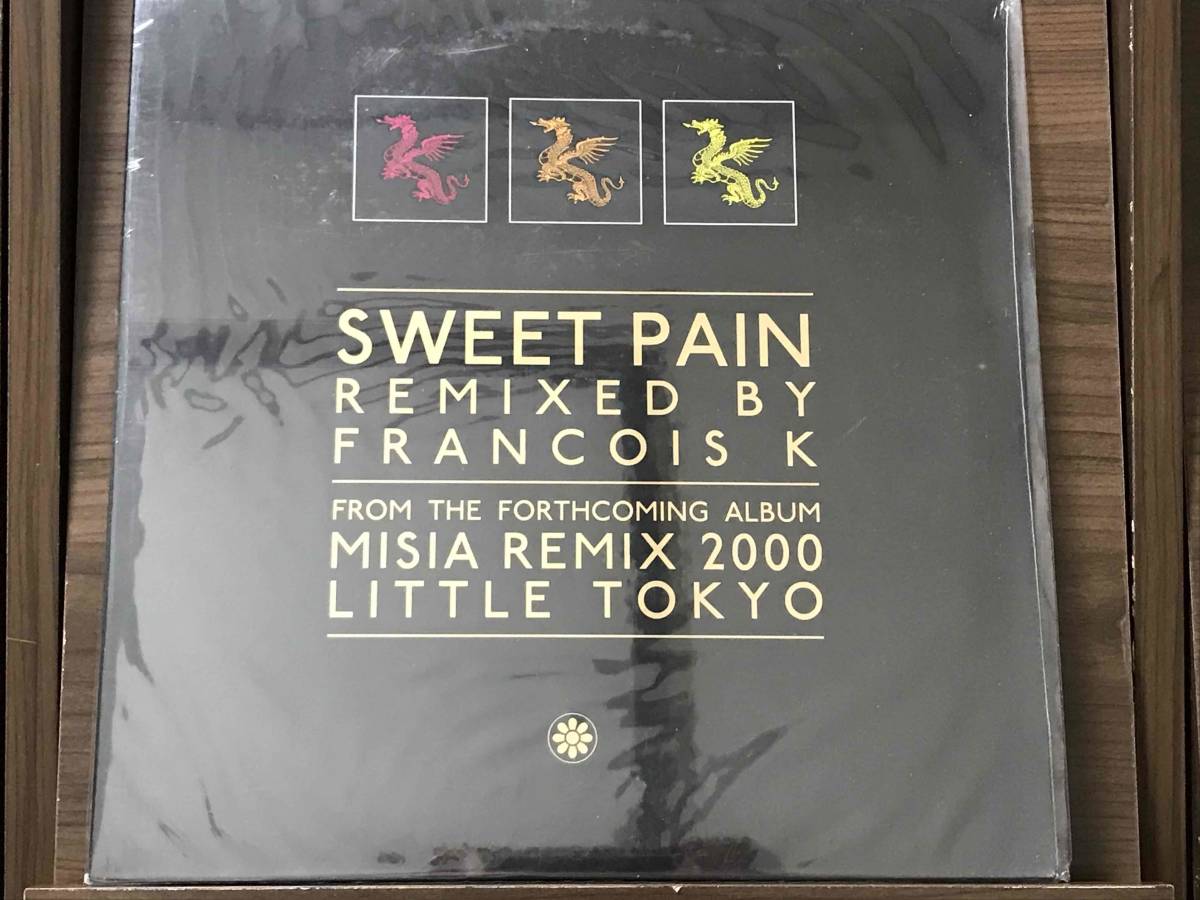 SWEET PAIN
REMIXED BY
FRANCOIS K
FROM THE FORTHCOMING ALBUM
MISIA REMIX 2000
LITTLE TOKYO